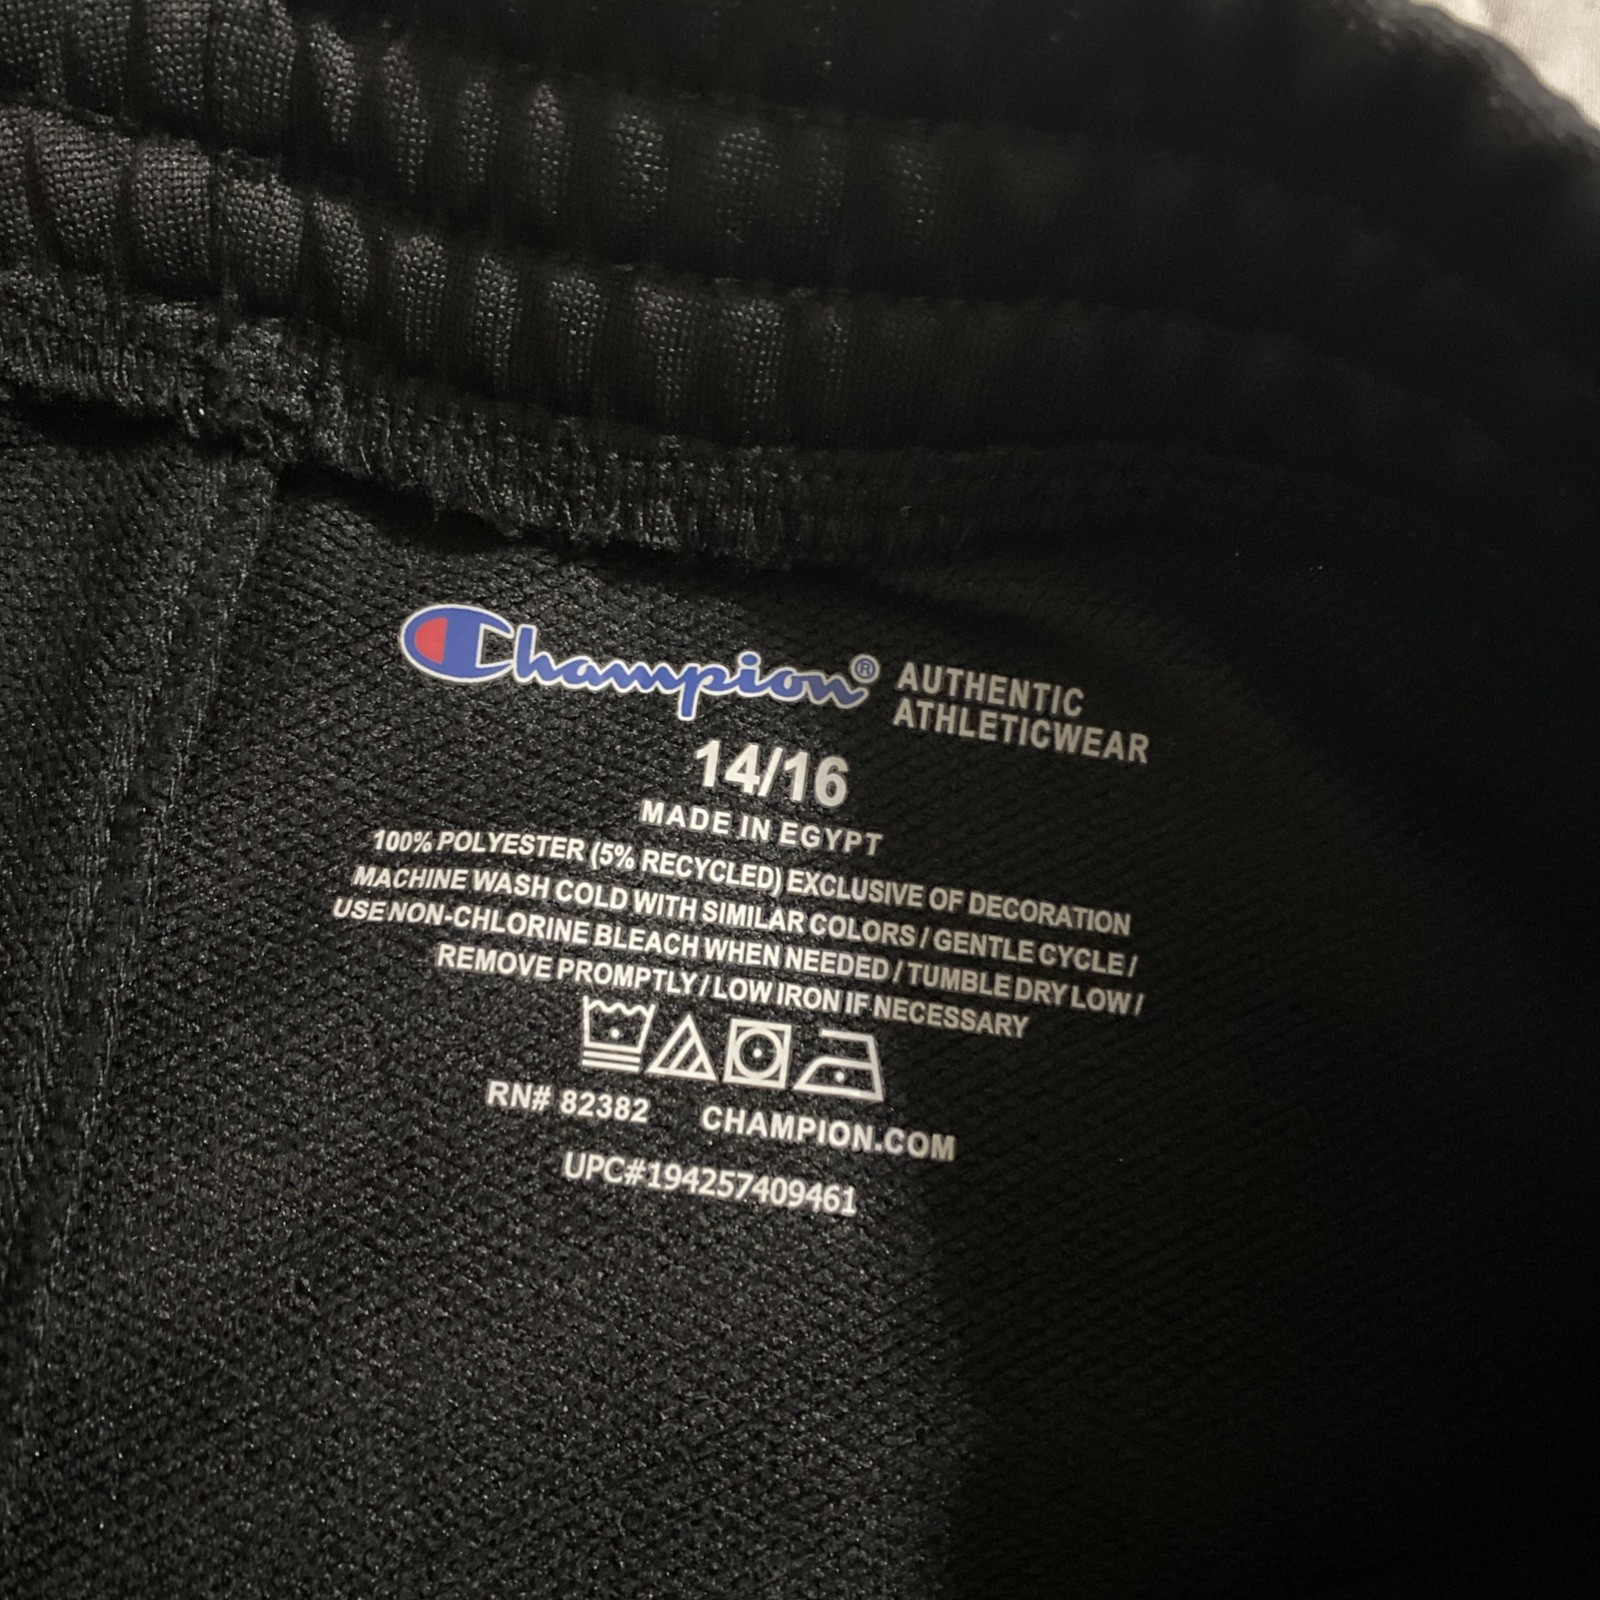 Champion® AUTHENTIC
ATHLETICWEAR
14/16
MADE IN EGYPT
100% POLYESTER (5% RECYCLED) EXCLUSIVE OF DECORATION
MACHINE WASH COLD WITH SIMILAR COLORS / GENTLE CYCLE /
USE NON-CHLORINE BLEACH WHEN NEEDED / TUMBLE DRY LOW /
REMOVE PROMPTLY / LOW IRON IF NECESSARY
RN# 82382 CHAMPION.COM
UPC#194257409461